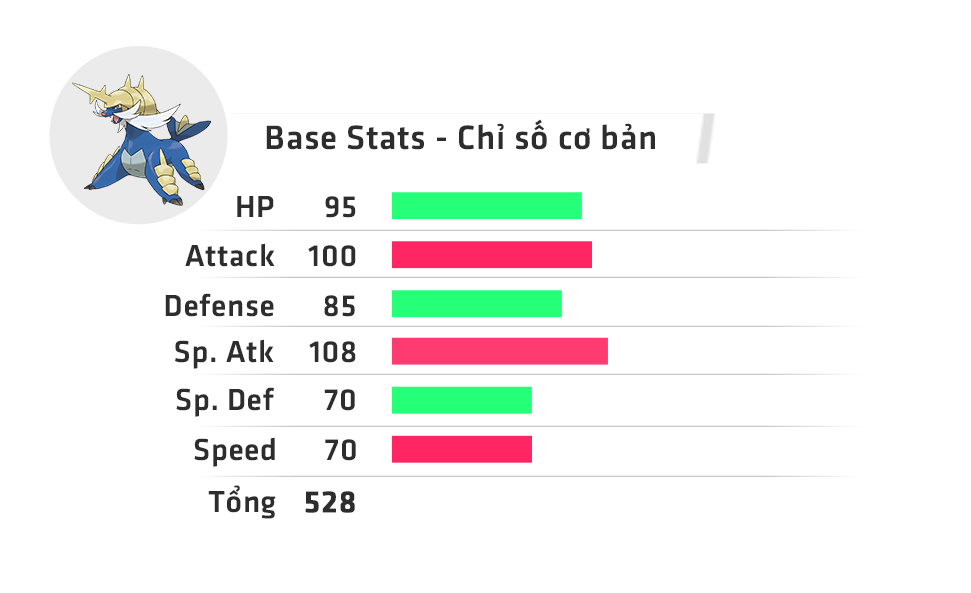 Base Stats - Chỉ số cơ bản
HP 95
Attack 100
Defense 85
Sp. Atk 108
Sp. Def 70
Speed 70
Tổng 528